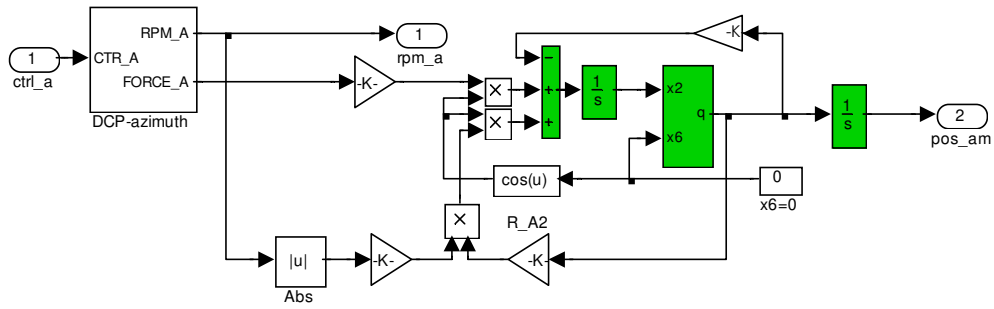 1
ctrl_a
CTR_A
RPM_A
FORCE_A
DCP-azimuth
1
rpm_a
-K-
×
×
−
+
+
1
s
x2
x6
q
-K
1
s
2
pos_am
cos(u)
0
x6=0
×
R_A2
|u|
Abs
-K-
-K-